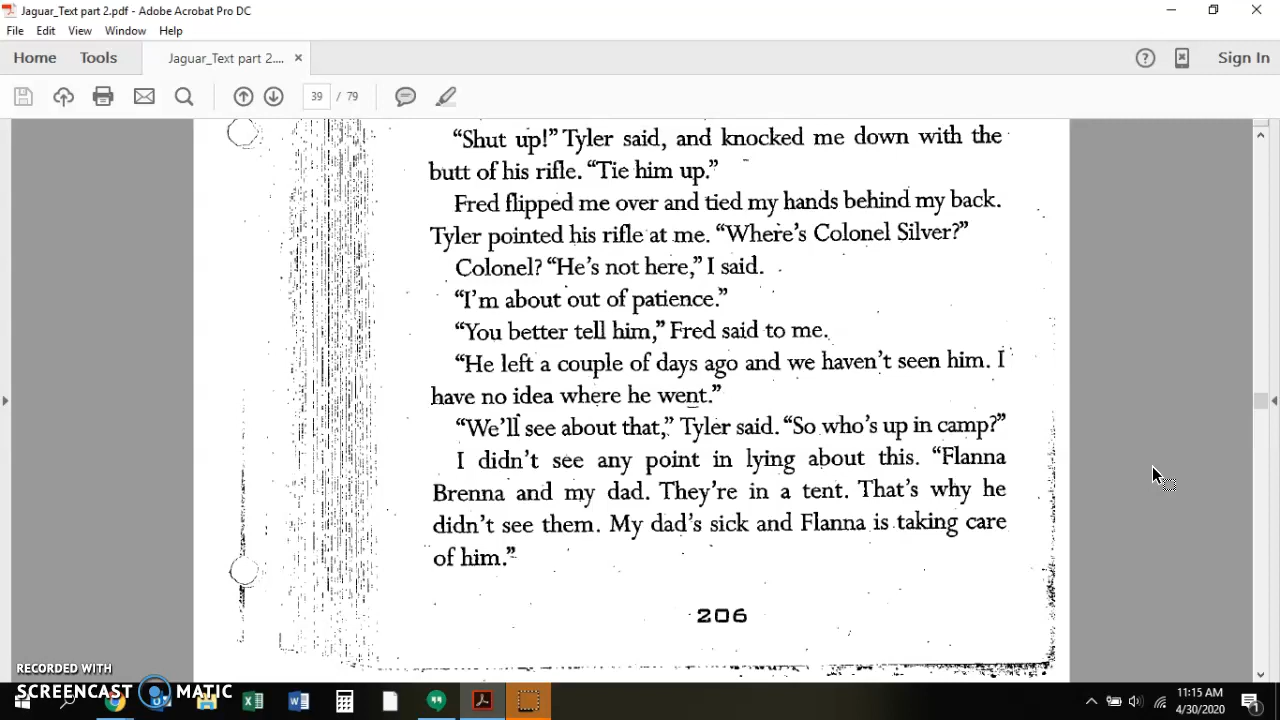 Jaguar_Text part 2.pdf - Adobe Acrobat Pro DC
File Edit View Window Help
Home Tools Jaguar_Text part 2.... × Sign In
39 / 79
“Shut up!” Tyler said, and knocked me down with the
butt of his rifle. “Tie him up.”
Fred flipped me over and tied my hands behind my back.
Tyler pointed his rifle at me. “Where’s Colonel Silver?”
Colonel? “He’s not here,” I said.
“I’m about out of patience.”
“You better tell him,” Fred said to me.
“He left a couple of days ago and we haven’t seen him. I
have no idea where he went.”
“We’ll see about that,” Tyler said. “So who’s up in camp?”
I didn’t see any point in lying about this. “Flanna
Brenna and my dad. They’re in a tent. That’s why he
didn’t see them. My dad’s sick and Flanna is taking care
of him.”
206
RECORDED WITH
SCREENCAST MATIC
11:15 AM
4/30/2020